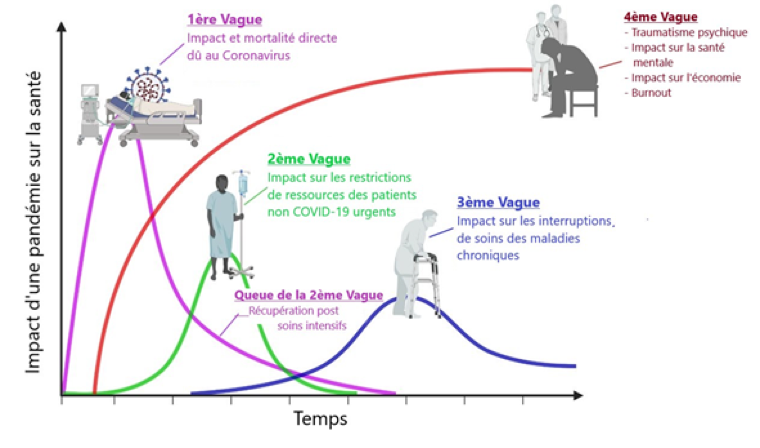 1ère Vague
Impact et mortalité directe
dû au Coronavirus
4ème Vague
- Traumatisme psychique
- Impact sur la santé
mentale
- Impact sur l'économie
- Burnout
2ème Vague
Impact sur les restrictions
de ressources des patients
non COVID-19 urgents
3ème Vague
Impact sur les interruptions
de soins des maladies
chroniques
Queue de la 2ème Vague
Récupération post
soins intensifs
Impact d'une pandémie sur la santé
Temps